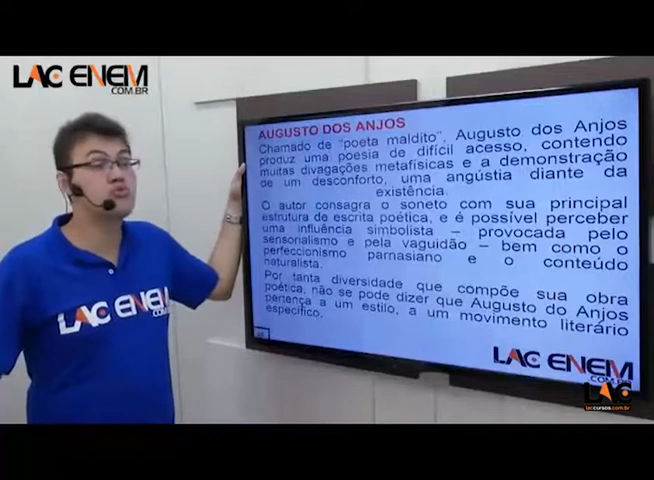 LAC ENEM
.COM.BR
AUGUSTO DOS ANJOS
Chamado de "poeta maldito", Augusto dos Anjos
produz uma poesia de difícil acesso, contendo
muitas divagações metafísicas e a demonstração
de um desconforto, uma angústia diante da
existência.
O autor consagra o soneto com sua principal
estrutura de escrita poética, e é possível perceber
uma influência simbolista – provocada pelo
sensorialismo e pela vaguidão – bem como o
perfeccionismo parnasiano e o conteúdo
naturalista.
Por tanta diversidade que compõe sua obra
poética, não se pode dizer que Augusto do Anjos
pertença a um estilo, a um movimento literário
específico.
LAC ENEM
.COM.BR
LAC ENEM
.COM.BR
LAC
laccursos.com.br